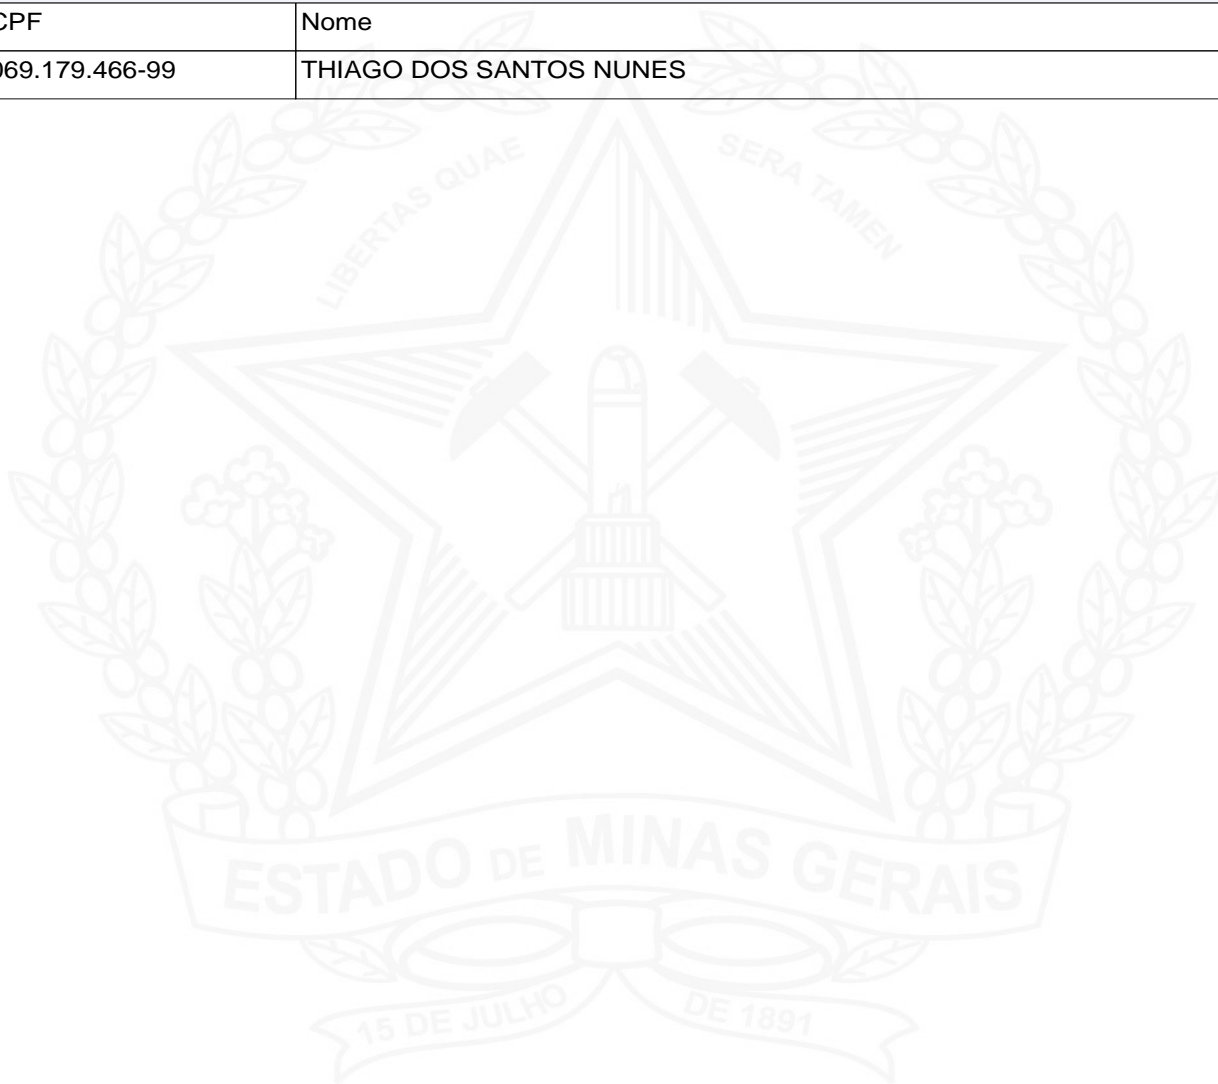 CPF Nome
069.179.466-99 THIAGO DOS SANTOS NUNES
LIBERTAS QUAE SERA TAMEN
ESTADO DE MINAS GERAIS
15 DE JULHO DE 1891